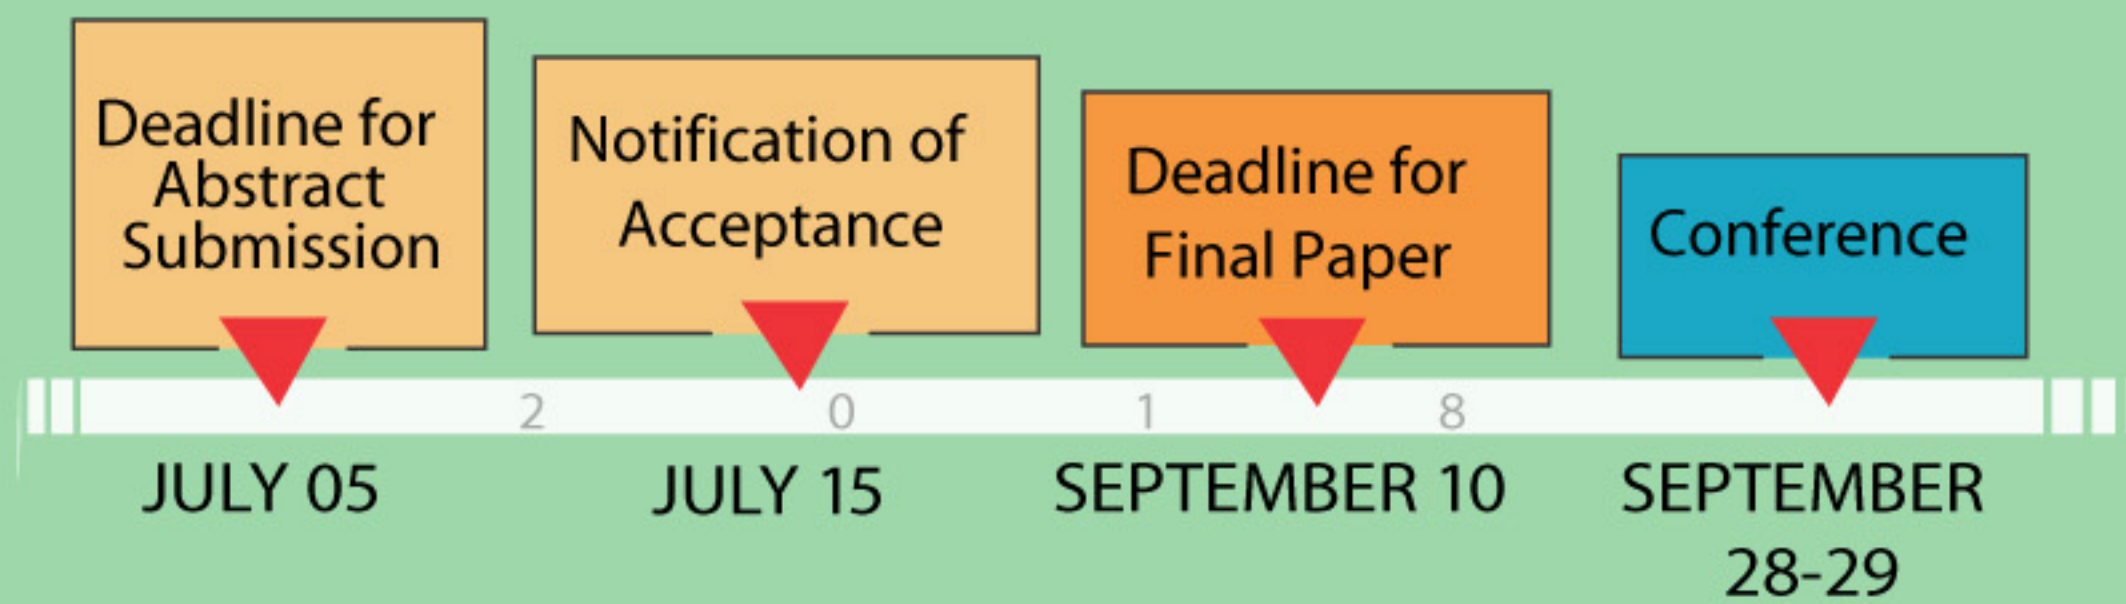 Deadline for
Abstract
Submission
Notification of
Acceptance
Deadline for
Final Paper
Conference
2 0 1 8
JULY 05
JULY 15
SEPTEMBER 10
SEPTEMBER
28-29